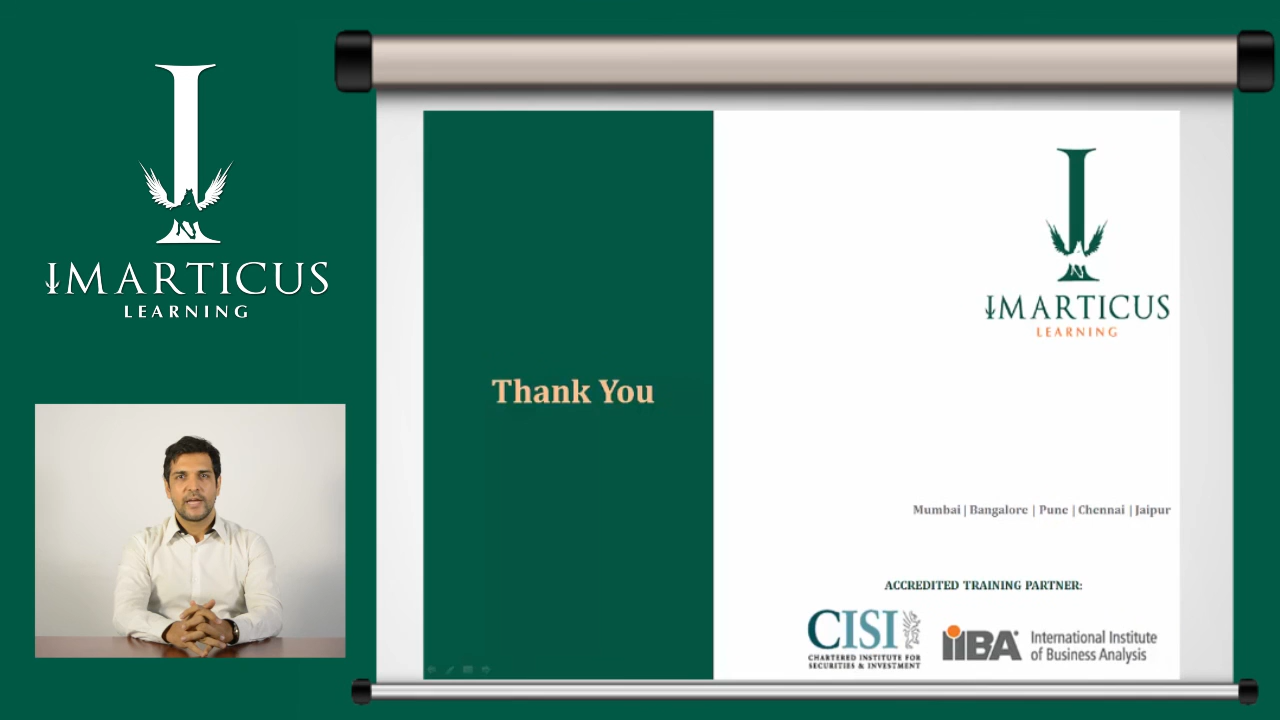 IMARTICUS
LEARNING
Thank You
IMARTICUS
LEARNING
Mumbai | Bangalore | Pune | Chennai | Jaipur
ACCREDITED TRAINING PARTNER:
CISI
CHARTERED INSTITUTE FOR
SECURITIES & INVESTMENT
iiBA
International Institute
of Business Analysis